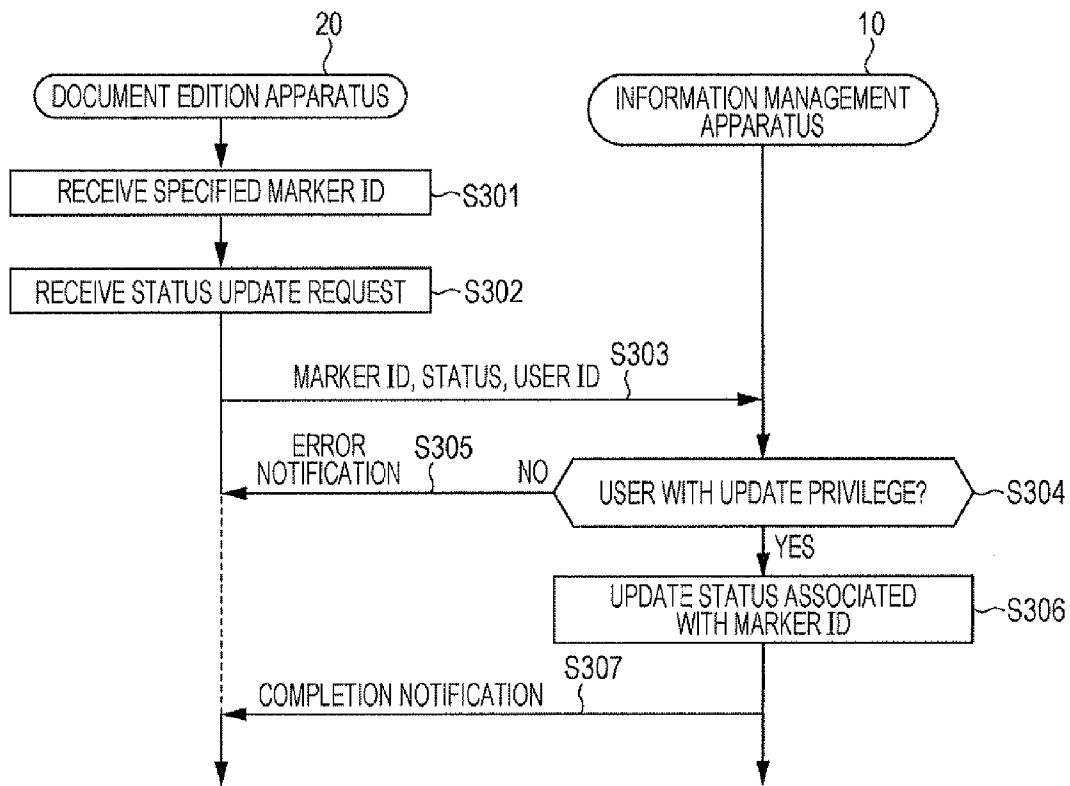 20
10
DOCUMENT EDITION APPARATUS
INFORMATION MANAGEMENT
APPARATUS
RECEIVE SPECIFIED MARKER ID
S301
RECEIVE STATUS UPDATE REQUEST
S302
S303
MARKER ID, STATUS, USER ID
ERROR
NOTIFICATION
S305
NO
USER WITH UPDATE PRIVILEGE?
S304
YES
UPDATE STATUS ASSOCIATED
WITH MARKER ID
S306
S307
COMPLETION NOTIFICATION